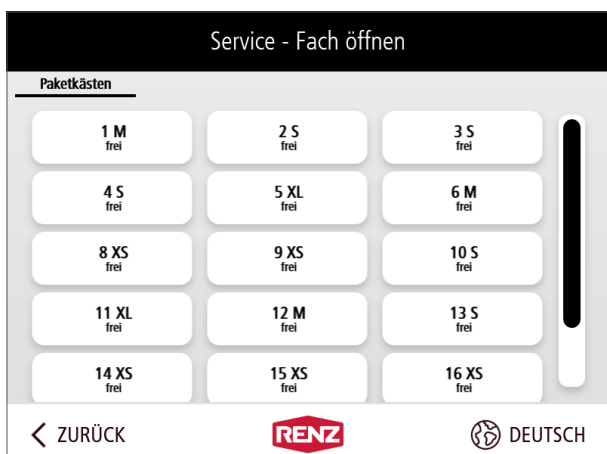 Service - Fach öffnen
Paketkästen
1 M
frei
2 S
frei
3 S
frei
4 S
frei
5 XL
frei
6 M
frei
8 XS
frei
9 XS
frei
10 S
frei
11 XL
frei
12 M
frei
13 S
frei
14 XS
frei
15 XS
frei
16 XS
frei
ZURÜCK
RENZ
DEUTSCH